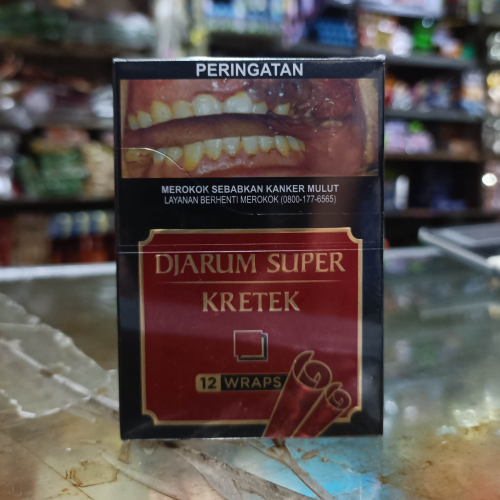 PERINGATAN
MEROKOK SEBABKAN KANKER MULUT
LAYANAN BERHENTI MEROKOK (0800-177-6565)
DJARUM SUPER
KRETEK
12 WRAPS